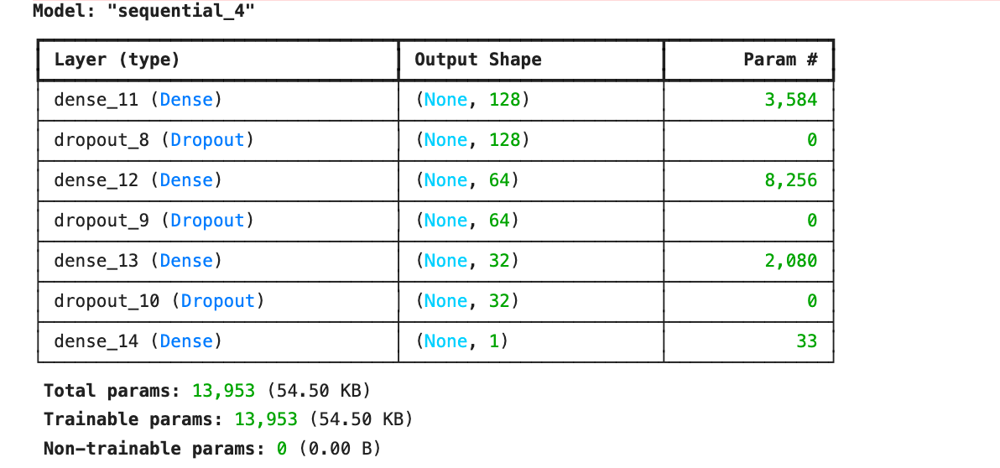 Model: "sequential_4"
Layer (type) Output Shape Param #
dense_11 (Dense) (None, 128) 3,584
dropout_8 (Dropout) (None, 128) 0
dense_12 (Dense) (None, 64) 8,256
dropout_9 (Dropout) (None, 64) 0
dense_13 (Dense) (None, 32) 2,080
dropout_10 (Dropout) (None, 32) 0
dense_14 (Dense) (None, 1) 33
Total params: 13,953 (54.50 KB)
Trainable params: 13,953 (54.50 KB)
Non-trainable params: 0 (0.00 B)